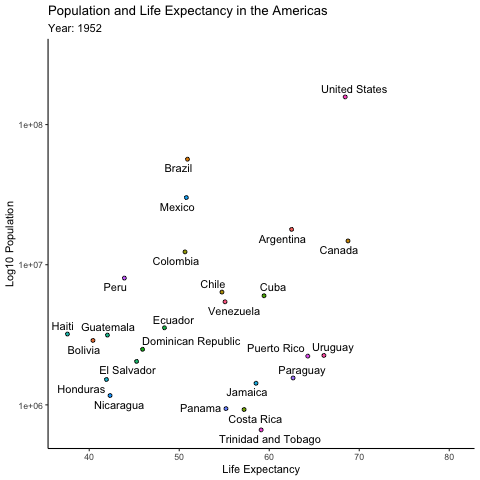 Population and Life Expectancy in the Americas
Year: 1952
United States
1e+08
Brazil
Mexico
Argentina
Canada
Colombia
1e+07
Peru
Chile
Cuba
Venezuela
Haiti
Guatemala
Ecuador
Bolivia
Dominican Republic
Puerto Rico
Uruguay
El Salvador
Paraguay
Honduras
Jamaica
Nicaragua
Panama
1e+06
Costa Rica
Trinidad and Tobago
Log10 Population
40 50 60 70 80
Life Expectancy